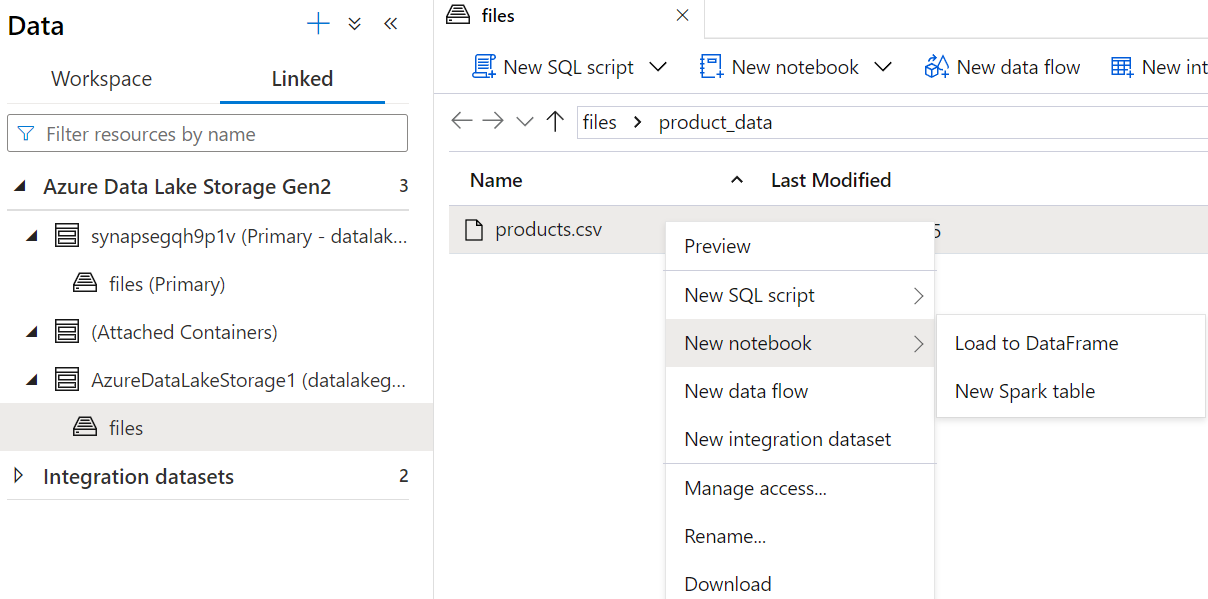 Data
Workspace
Linked
Filter resources by name
Azure Data Lake Storage Gen2 3
synapsegqh9p1v (Primary - datalak...
files (Primary)
(Attached Containers)
AzureDataLakeStorage1 (datalakeg...
files
Integration datasets 2
files
New SQL script
New notebook
New data flow
New int
files > product_data
Name
Last Modified
products.csv
5
Preview
New SQL script
New notebook
New data flow
New integration dataset
Manage access...
Rename...
Download
Load to DataFrame
New Spark table